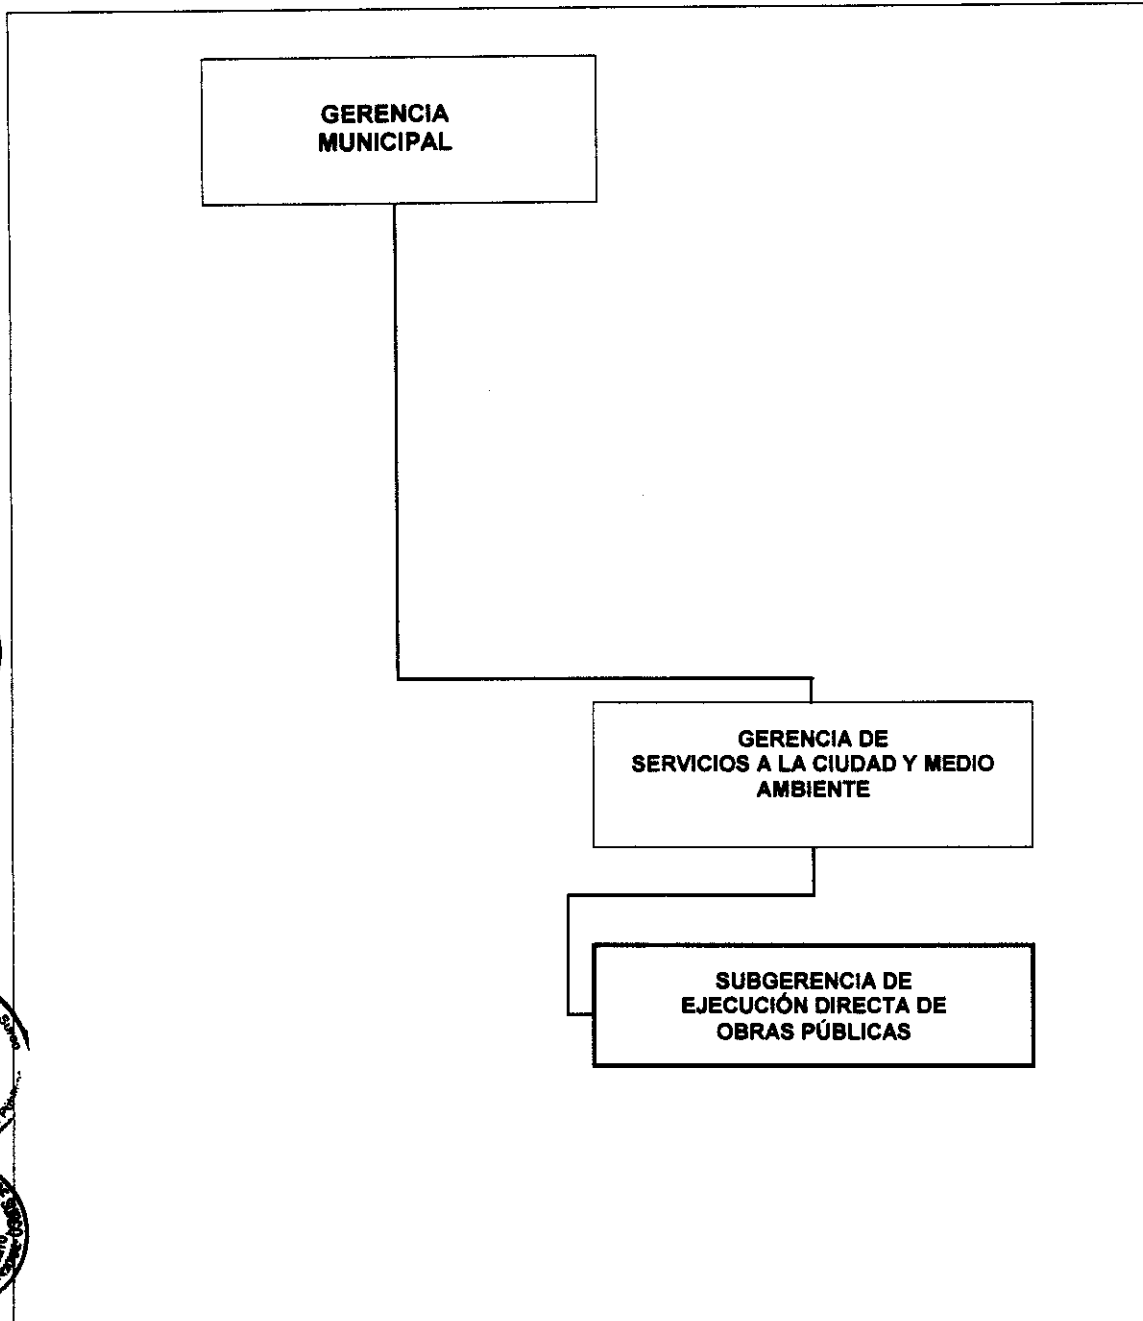 GERENCIA
MUNICIPAL
GERENCIA DE
SERVICIOS A LA CIUDAD Y MEDIO
AMBIENTE
SUBGERENCIA DE
EJECUCIÓN DIRECTA DE
OBRAS PÚBLICAS